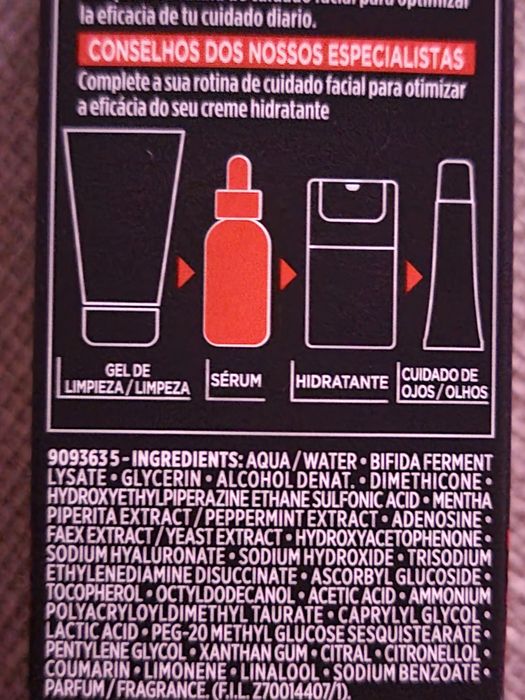 la eficacia de tu cuidado diario.
CONSELHOS DOS NOSSOS ESPECIALISTAS
Complete a sua rotina de cuidado facial para otimizar
a eficácia do seu creme hidratante
GEL DE
LIMPIEZA / LIMPEZA
SÉRUM
HIDRATANTE
CUIDADO DE
OJOS / OLHOS
9093635 - INGREDIENTS: AQUA / WATER • BIFIDA FERMENT
LYSATE • GLYCERIN • ALCOHOL DENAT. • DIMETHICONE •
HYDROXYETHYLPIPERAZINE ETHANE SULFONIC ACID • MENTHA
PIPERITA EXTRACT / PEPPERMINT EXTRACT • ADENOSINE •
FAEX EXTRACT / YEAST EXTRACT • HYDROXYACETOPHENONE •
SODIUM HYALURONATE • SODIUM HYDROXIDE • TRISODIUM
ETHYLENEDIAMINE DISUCCINATE • ASCORBYL GLUCOSIDE •
TOCOPHEROL • OCTYLDODECANOL • ACETIC ACID • AMMONIUM
POLYACRYLOYLDIMETHYL TAURATE • CAPRYLYL GLYCOL •
LACTIC ACID • PEG-20 METHYL GLUCOSE SESQUISTEARATE •
PENTYLENE GLYCOL • XANTHAN GUM • CITRAL • CITRONELLOL •
COUMARIN • LIMONENE • LINALOOL • SODIUM BENZOATE •
PARFUM / FRAGRANCE. (F.I.L. Z70014407/1).